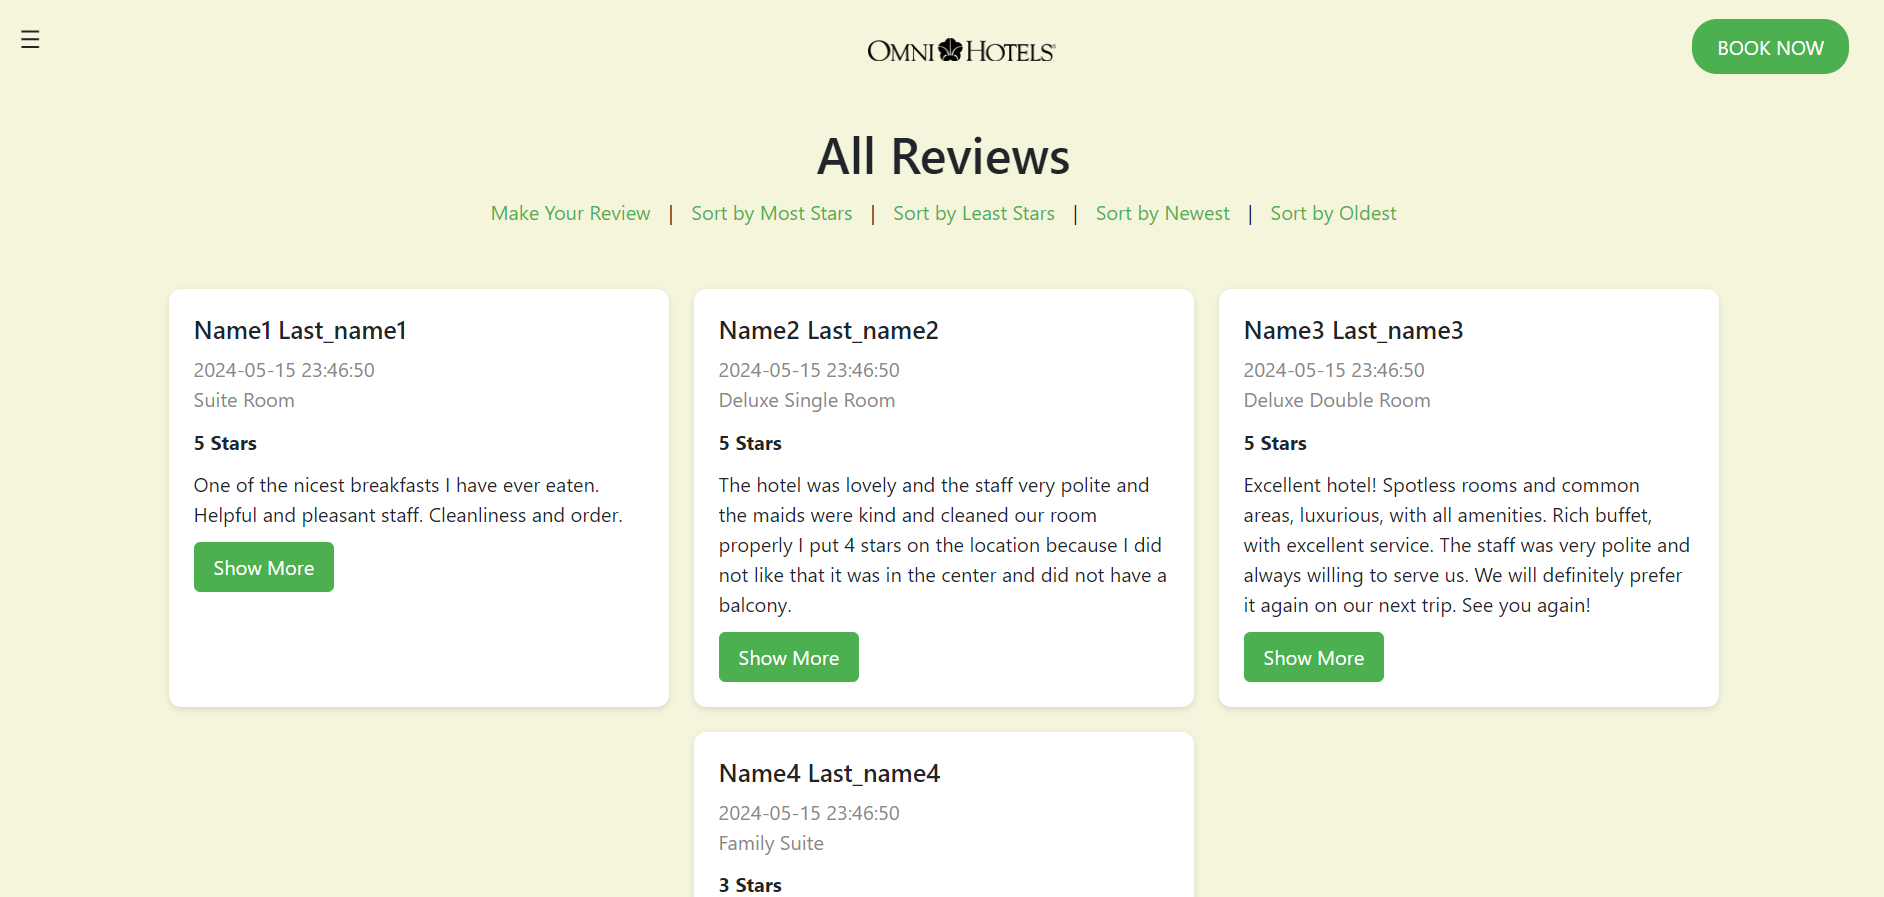 ☰
OMNI HOTELS®
BOOK NOW
All Reviews
Make Your Review | Sort by Most Stars | Sort by Least Stars | Sort by Newest | Sort by Oldest
Name1 Last_name1
2024-05-15 23:46:50
Suite Room
5 Stars
One of the nicest breakfasts I have ever eaten.
Helpful and pleasant staff. Cleanliness and order.
Show More
Name2 Last_name2
2024-05-15 23:46:50
Deluxe Single Room
5 Stars
The hotel was lovely and the staff very polite and
the maids were kind and cleaned our room
properly I put 4 stars on the location because I did
not like that it was in the center and did not have a
balcony.
Show More
Name3 Last_name3
2024-05-15 23:46:50
Deluxe Double Room
5 Stars
Excellent hotel! Spotless rooms and common
areas, luxurious, with all amenities. Rich buffet,
with excellent service. The staff was very polite and
always willing to serve us. We will definitely prefer
it again on our next trip. See you again!
Show More
Name4 Last_name4
2024-05-15 23:46:50
Family Suite
3 Stars